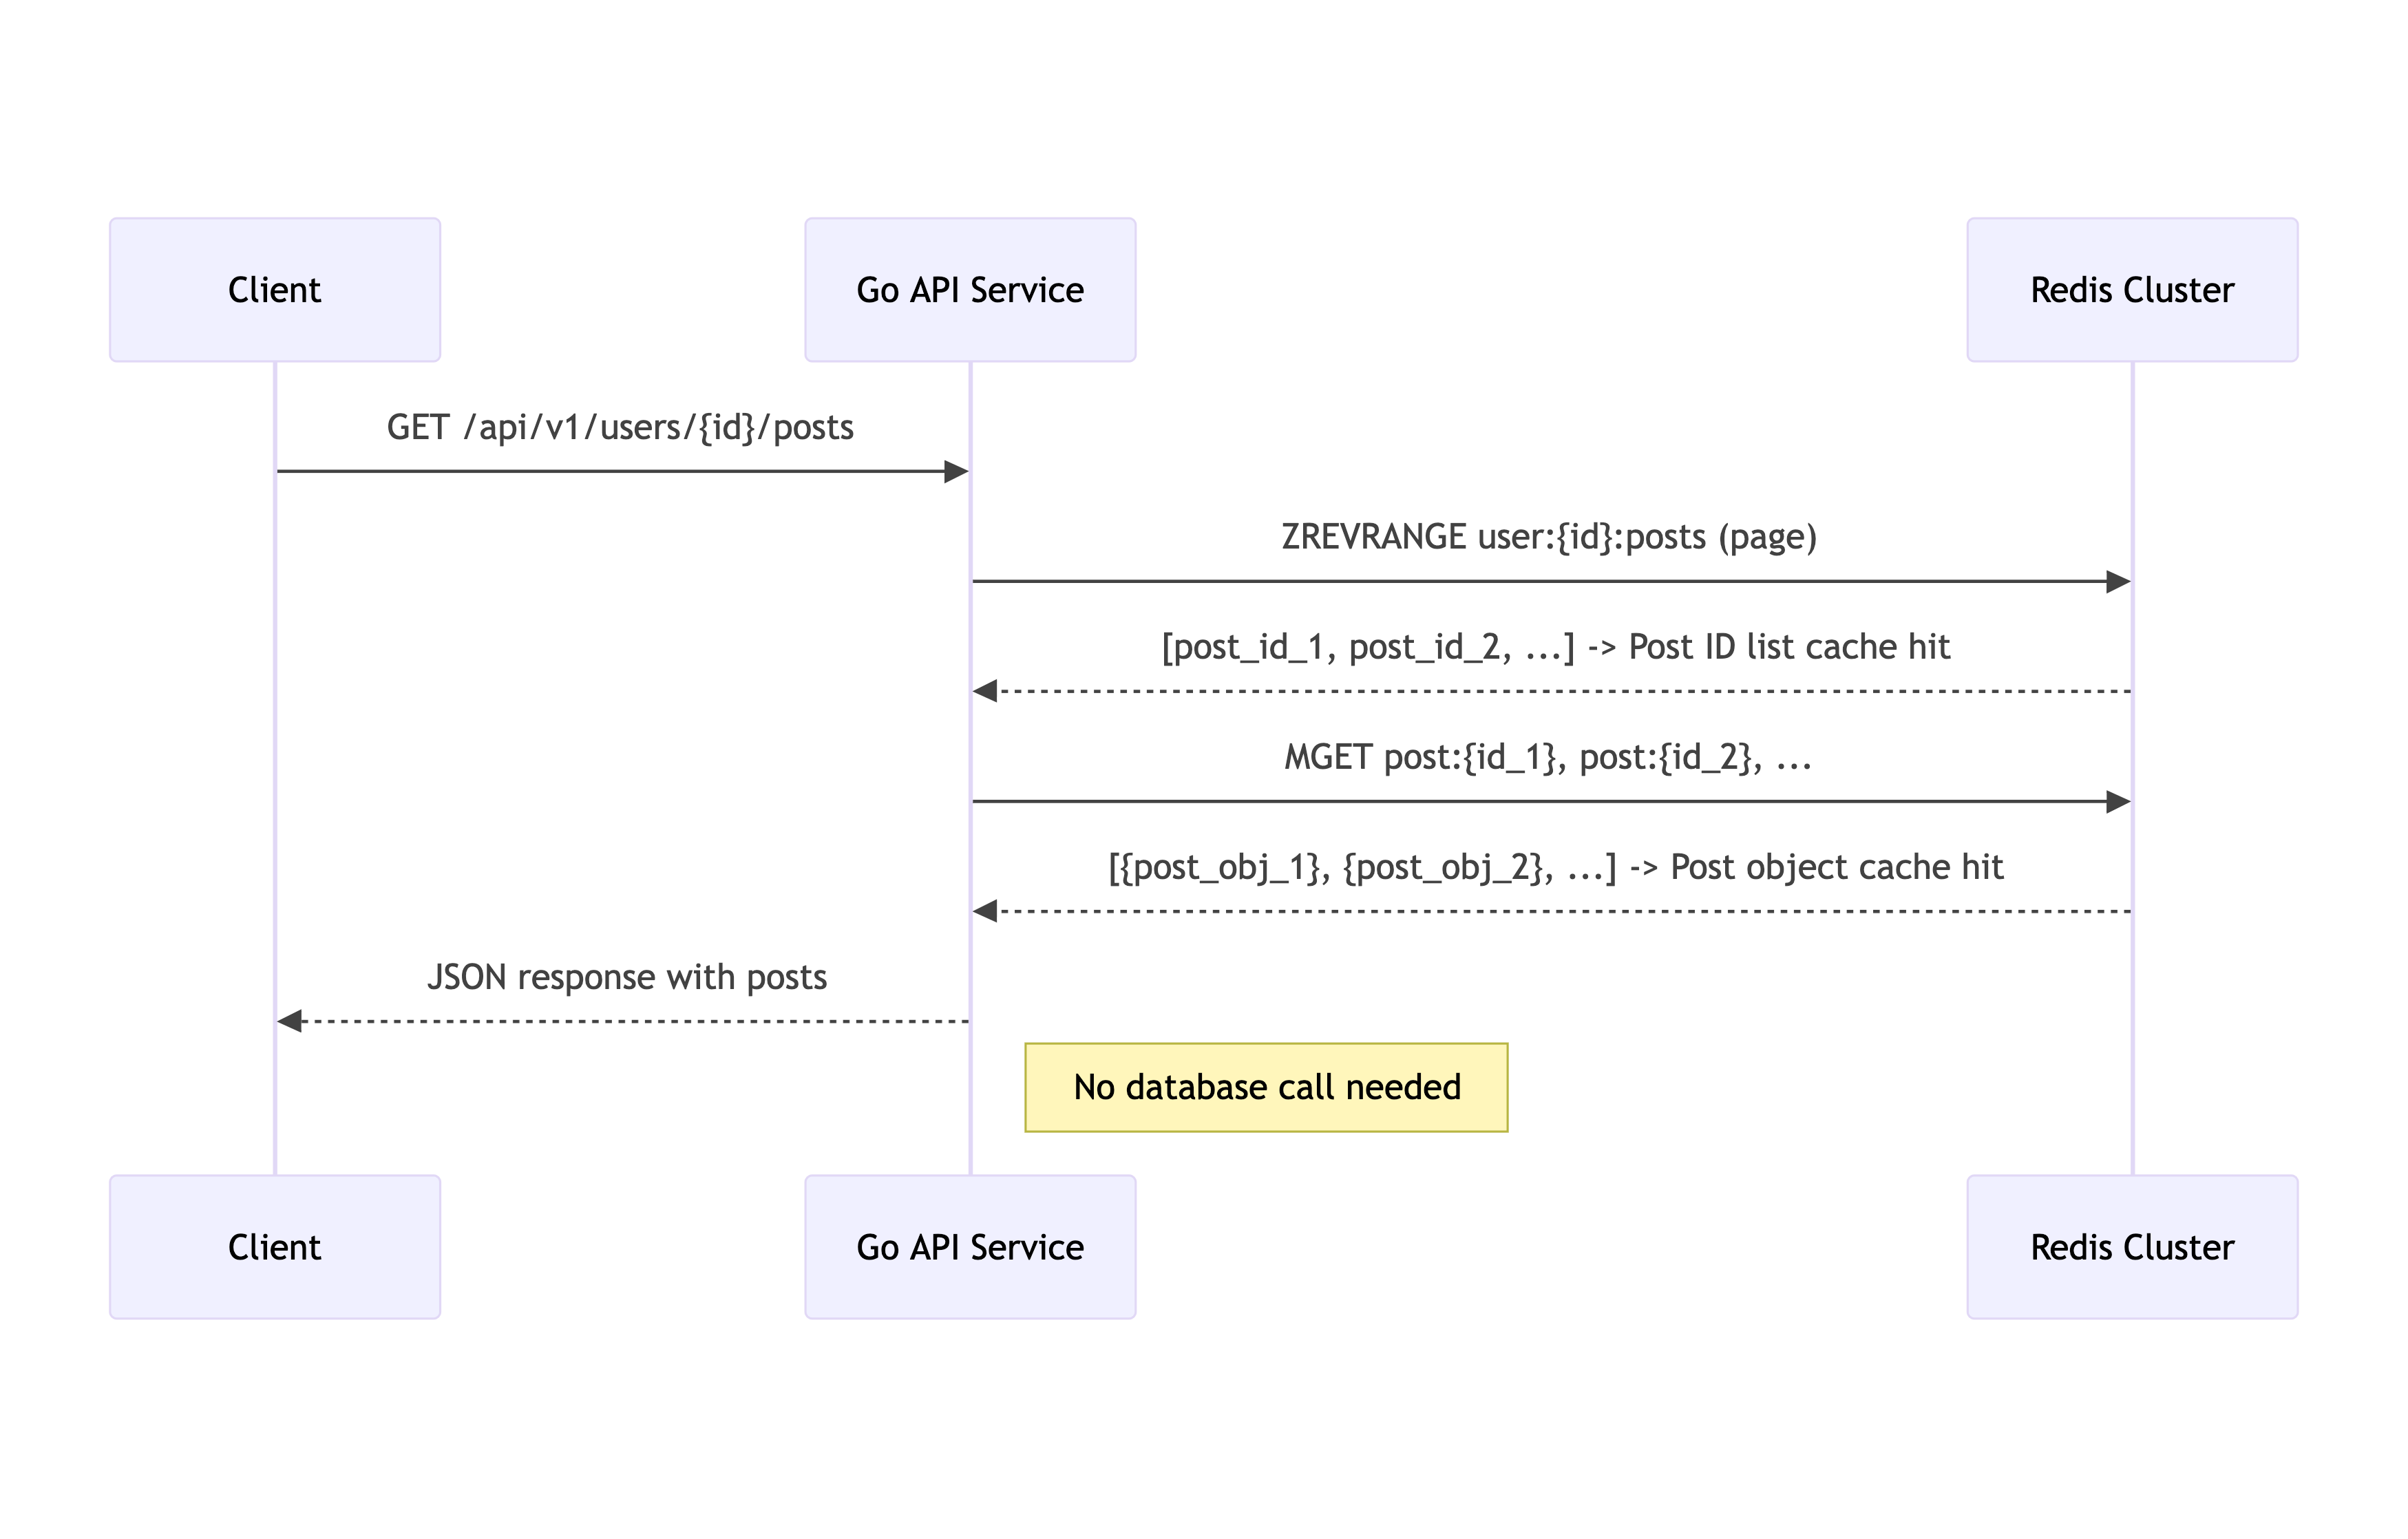 Client
Go API Service
Redis Cluster
GET /api/v1/users/{id}/posts
ZREVRANGE user:{id}:posts (page)
[post_id_1, post_id_2, ...] -> Post ID list cache hit
MGET post:{id_1}, post:{id_2}, ...
[{post_obj_1}, {post_obj_2}, ...] -> Post object cache hit
JSON response with posts
No database call needed
Client
Go API Service
Redis Cluster